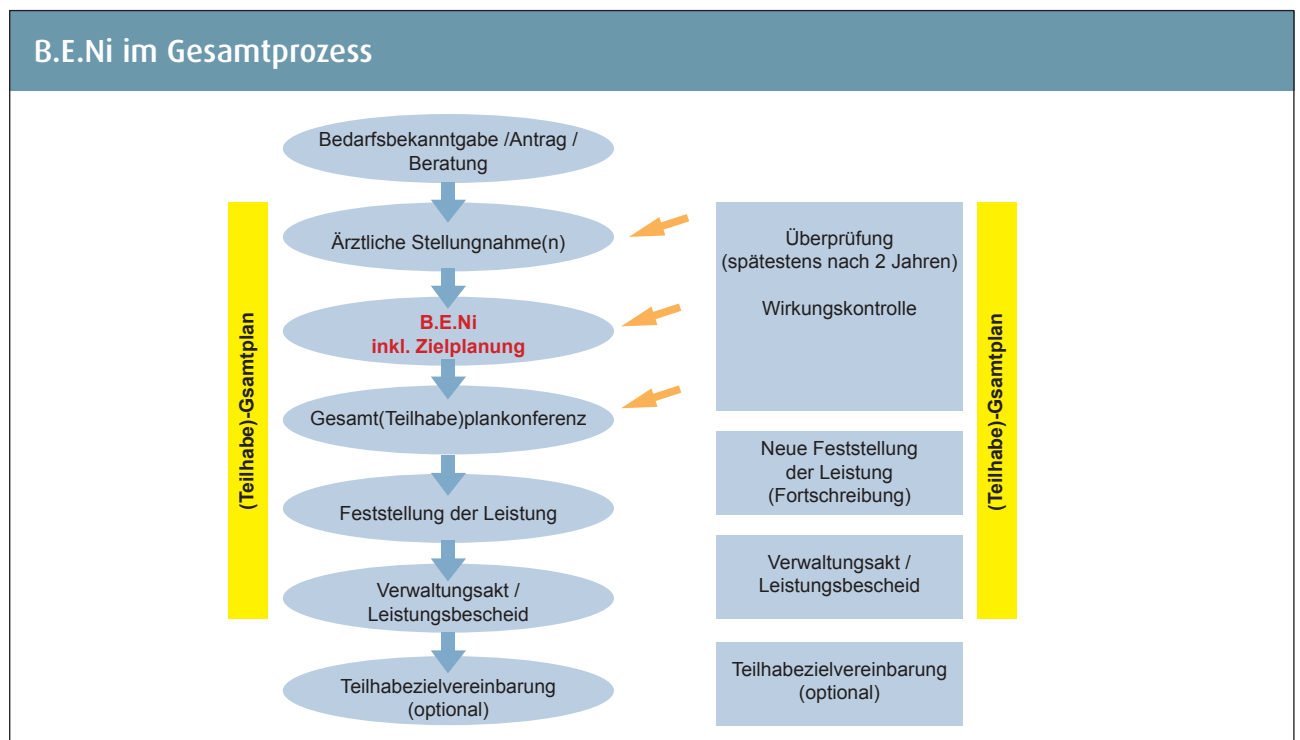 B.E.Ni im Gesamtprozess
Bedarfsbekanntgabe /Antrag /
Beratung
Ärztliche Stellungnahme(n)
B.E.Ni
inkl. Zielplanung
Gesamt(Teilhabe)plankonferenz
Feststellung der Leistung
Verwaltungsakt /
Leistungsbescheid
Teilhabezielvereinbarung
(optional)
(Teilhabe)-Gsamtplan
Überprüfung
(spätestens nach 2 Jahren)
Wirkungskontrolle
Neue Feststellung
der Leistung
(Fortschreibung)
Verwaltungsakt /
Leistungsbescheid
Teilhabezielvereinbarung
(optional)
(Teilhabe)-Gsamtplan